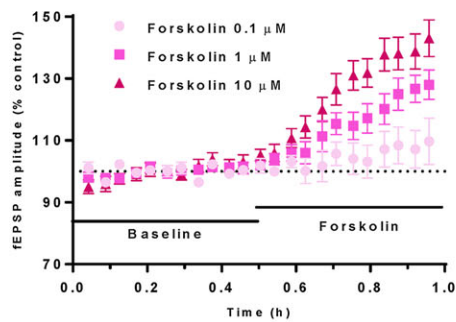 150
Forskolin 0.1 μM
Forskolin 1 μM
Forskolin 10 μM
130
110
90
70
fEPSP amplitude (% control)
Baseline
Forskolin
0.0 0.2 0.4 0.6 0.8 1.0
Time (h)